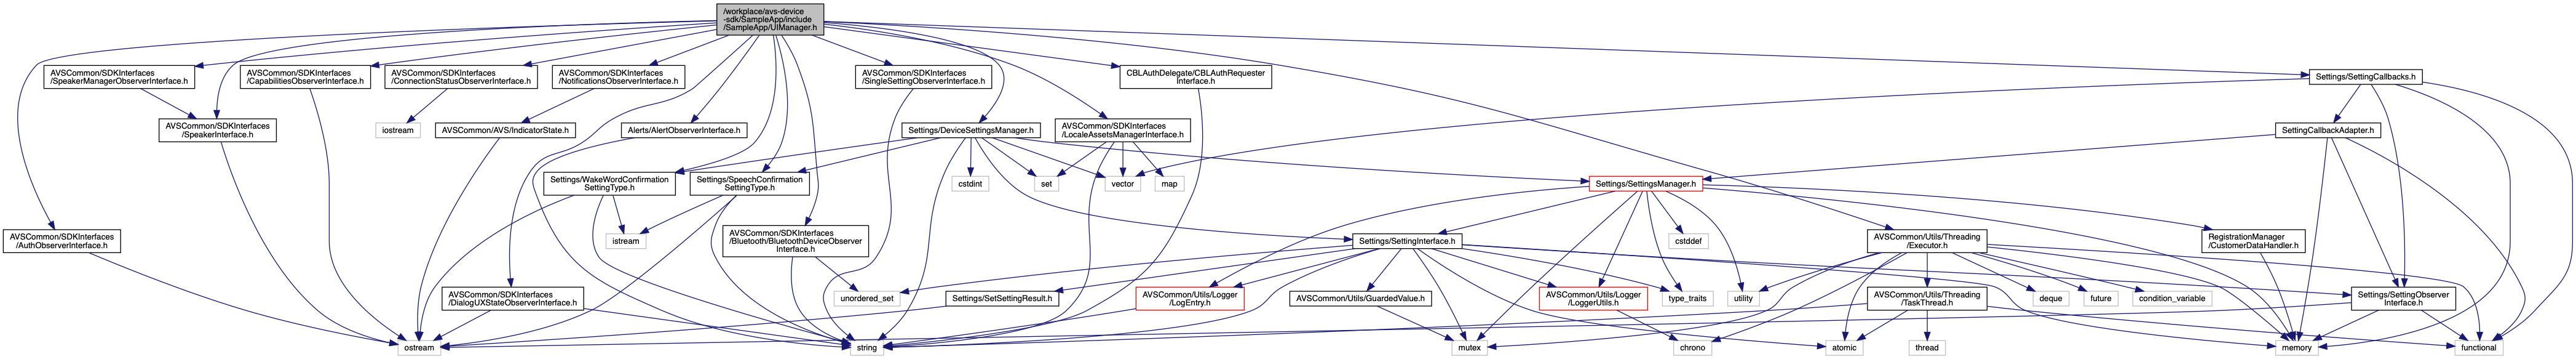 /workplace/avs-device
-sdk/SampleApp/include
/SampleApp/UIManager.h
AVSCommon/SDKInterfaces
/SpeakerManagerObserverInterface.h
AVSCommon/SDKInterfaces
/CapabilitiesObserverInterface.h
AVSCommon/SDKInterfaces
/ConnectionStatusObserverInterface.h
AVSCommon/SDKInterfaces
/NotificationsObserverInterface.h
AVSCommon/SDKInterfaces
/SingleSettingObserverInterface.h
CBLAuthDelegate/CBLAuthRequester
Interface.h
Settings/SettingCallbacks.h
AVSCommon/SDKInterfaces
/SpeakerInterface.h
iostream
AVSCommon/AVS/IndicatorState.h
Alerts/AlertObserverInterface.h
Settings/DeviceSettingsManager.h
AVSCommon/SDKInterfaces
/LocaleAssetsManagerInterface.h
SettingCallbackAdapter.h
Settings/WakeWordConfirmation
SettingType.h
Settings/SpeechConfirmation
SettingType.h
cstdint
set
vector
map
Settings/SettingsManager.h
AVSCommon/SDKInterfaces
/AuthObserverInterface.h
istream
AVSCommon/SDKInterfaces
/Bluetooth/BluetoothDeviceObserver
Interface.h
Settings/SettingInterface.h
cstddef
AVSCommon/Utils/Threading
/Executor.h
RegistrationManager
/CustomerDataHandler.h
AVSCommon/SDKInterfaces
/DialogUXStateObserverInterface.h
unordered_set
Settings/SetSettingResult.h
AVSCommon/Utils/Logger
/LogEntry.h
AVSCommon/Utils/GuardedValue.h
AVSCommon/Utils/Logger
/LoggerUtils.h
type_traits
utility
AVSCommon/Utils/Threading
/TaskThread.h
deque
future
condition_variable
Settings/SettingObserver
Interface.h
ostream
string
mutex
chrono
atomic
thread
memory
functional